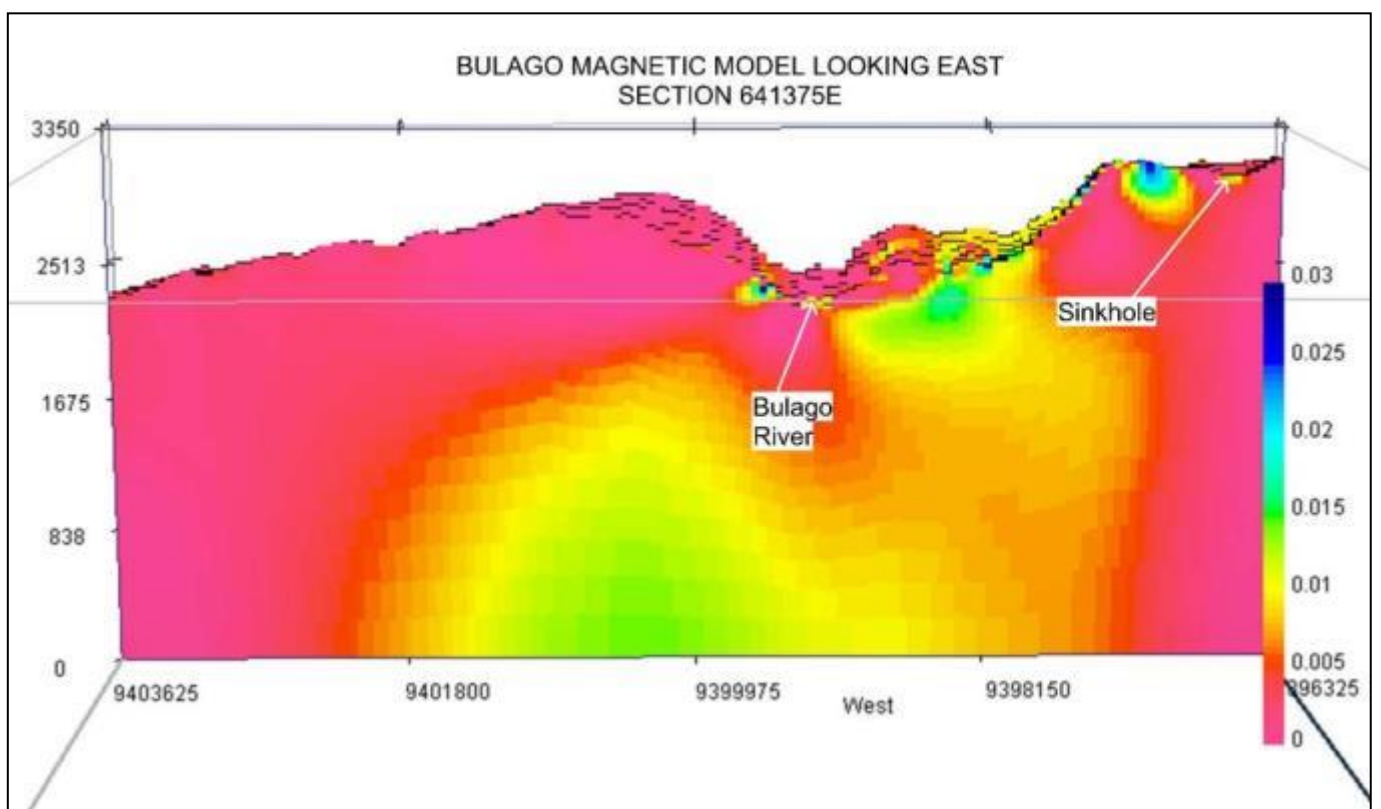 BULAGO MAGNETIC MODEL LOOKING EAST
SECTION 641375E
3350
2513
1675
838
0
0.03
0.025
0.02
0.015
0.01
0.005
0
Sinkhole
Bulago
River
9403625
9401800
9399975
West
9398150
396325